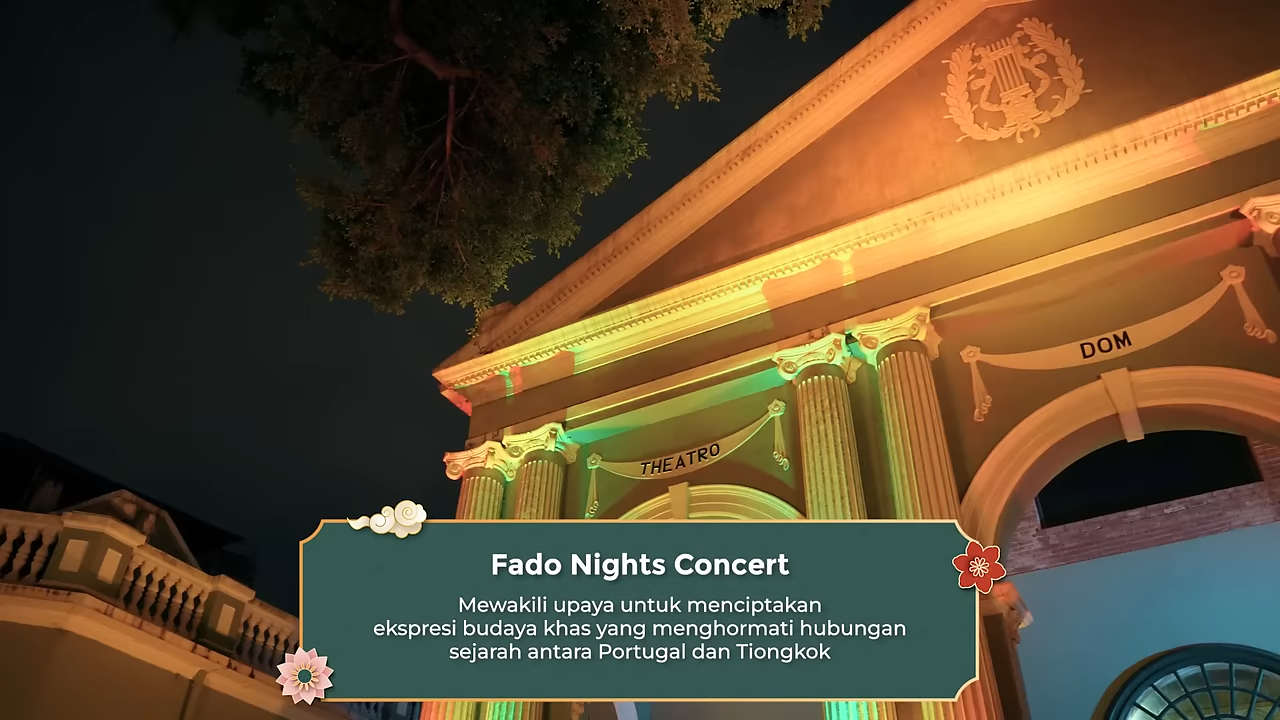 DOM
THEATRO
Fado Nights Concert
Mewakili upaya untuk menciptakan
ekspresi budaya khas yang menghormati hubungan
sejarah antara Portugal dan Tiongkok